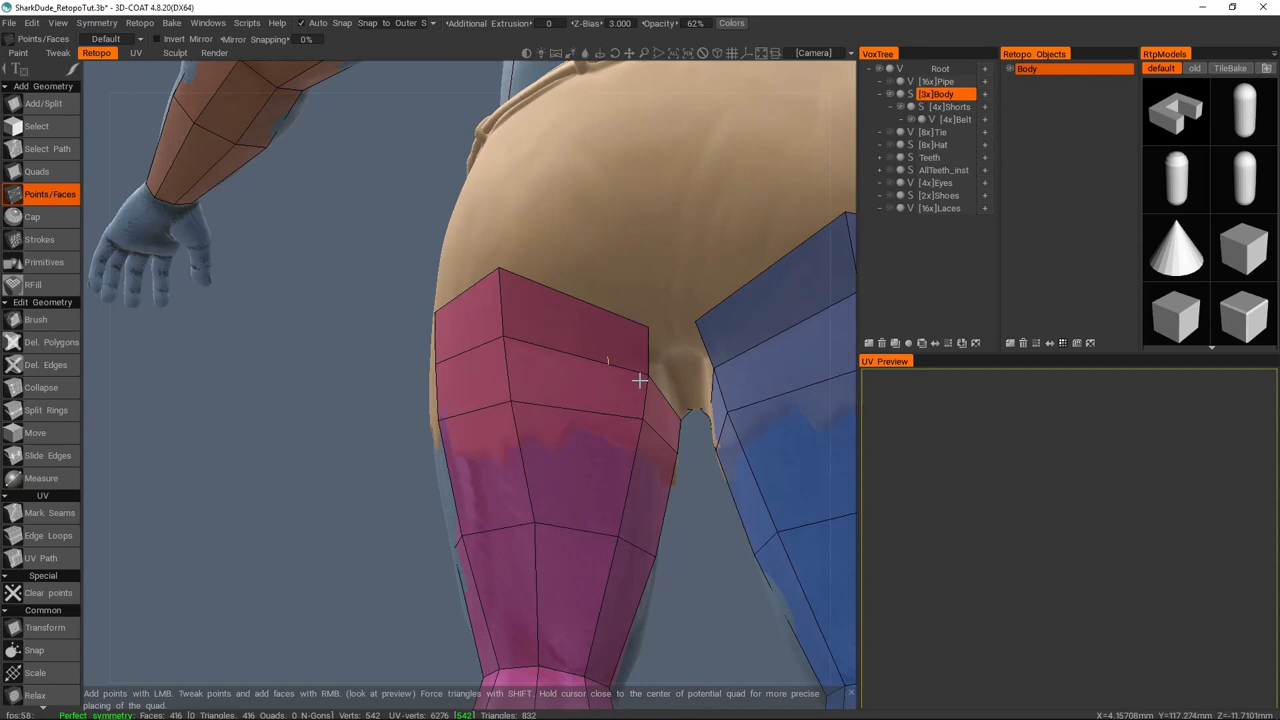 SharkDude_RetopoTut.3b* - 3D-COAT 4.8.20(DX64)
File Edit View Symmetry Retopo Bake Windows Scripts Help Auto Snap Snap to Outer S Additional Extrusion 0 Z-Bias 3.000 Opacity 62% Colors
Points/Faces Default Invert Mirror Mirror Snapping 0%
Paint Tweak Retopo UV Sculpt Render [Camera]
VoxTree
Root
[16x]Pipe
[3x]Body
[4x]Shorts
[4x]Belt
[8x]Tie
[8x]Hat
Teeth
AllTeeth_inst
[4x]Eyes
[2x]Shoes
[16x]Laces
Retopo Objects
Body
RtpModels
default old TileBake
UV Preview
Add Geometry
Add/Split
Select
Select Path
Quads
Points/Faces
Cap
Strokes
Primitives
RFill
Edit Geometry
Brush
Del. Polygons
Del. Edges
Collapse
Split Rings
Move
Slide Edges
Measure
UV
Mark Seams
Edge Loops
UV Path
Special
Clear points
Common
Transform
Snap
Scale
Relax
Add points with LMB. Tweak points and add faces with RMB. (look at preview) Force triangles with SHIFT. Hold cursor close to the center of potential quad for more precise
placing of the quad.
fps:58; Perfect symmetry; Faces: 416 [0 Triangles, 416 Quads, 0 N-Gons] Verts: 542 UV-verts: 6276 [542] Triangles: 832 X=4.15708 Y=117.274m Z=-11.7101m